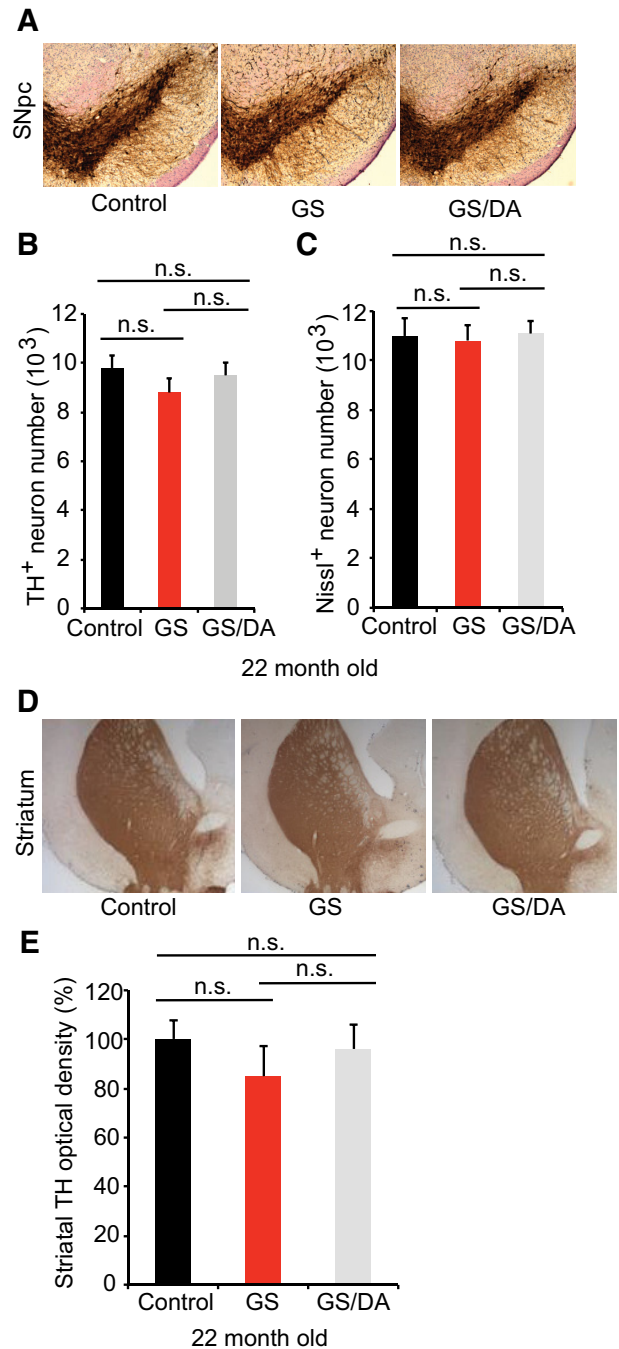 A
SNpc
Control GS GS/DA
B
n.s.
n.s.
n.s.
TH+ neuron number (103)
12
10
8
6
4
2
0
Control GS GS/DA
C
n.s.
n.s.
n.s.
Nissl+ neuron number (103)
12
10
8
6
4
2
0
Control GS GS/DA
22 month old
D
Striatum
Control GS GS/DA
E
n.s.
n.s.
n.s.
Striatal TH optical density (%)
120
100
80
60
40
20
0
Control GS GS/DA
22 month old